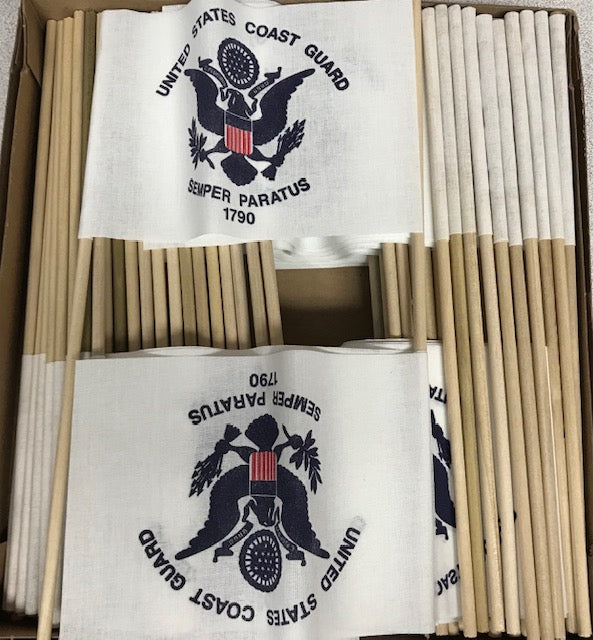 UNITED STATES COAST GUARD
SEMPER PARATUS
1790
1790
SEMPER PARATUS
UNITED STATES COAST GUARD